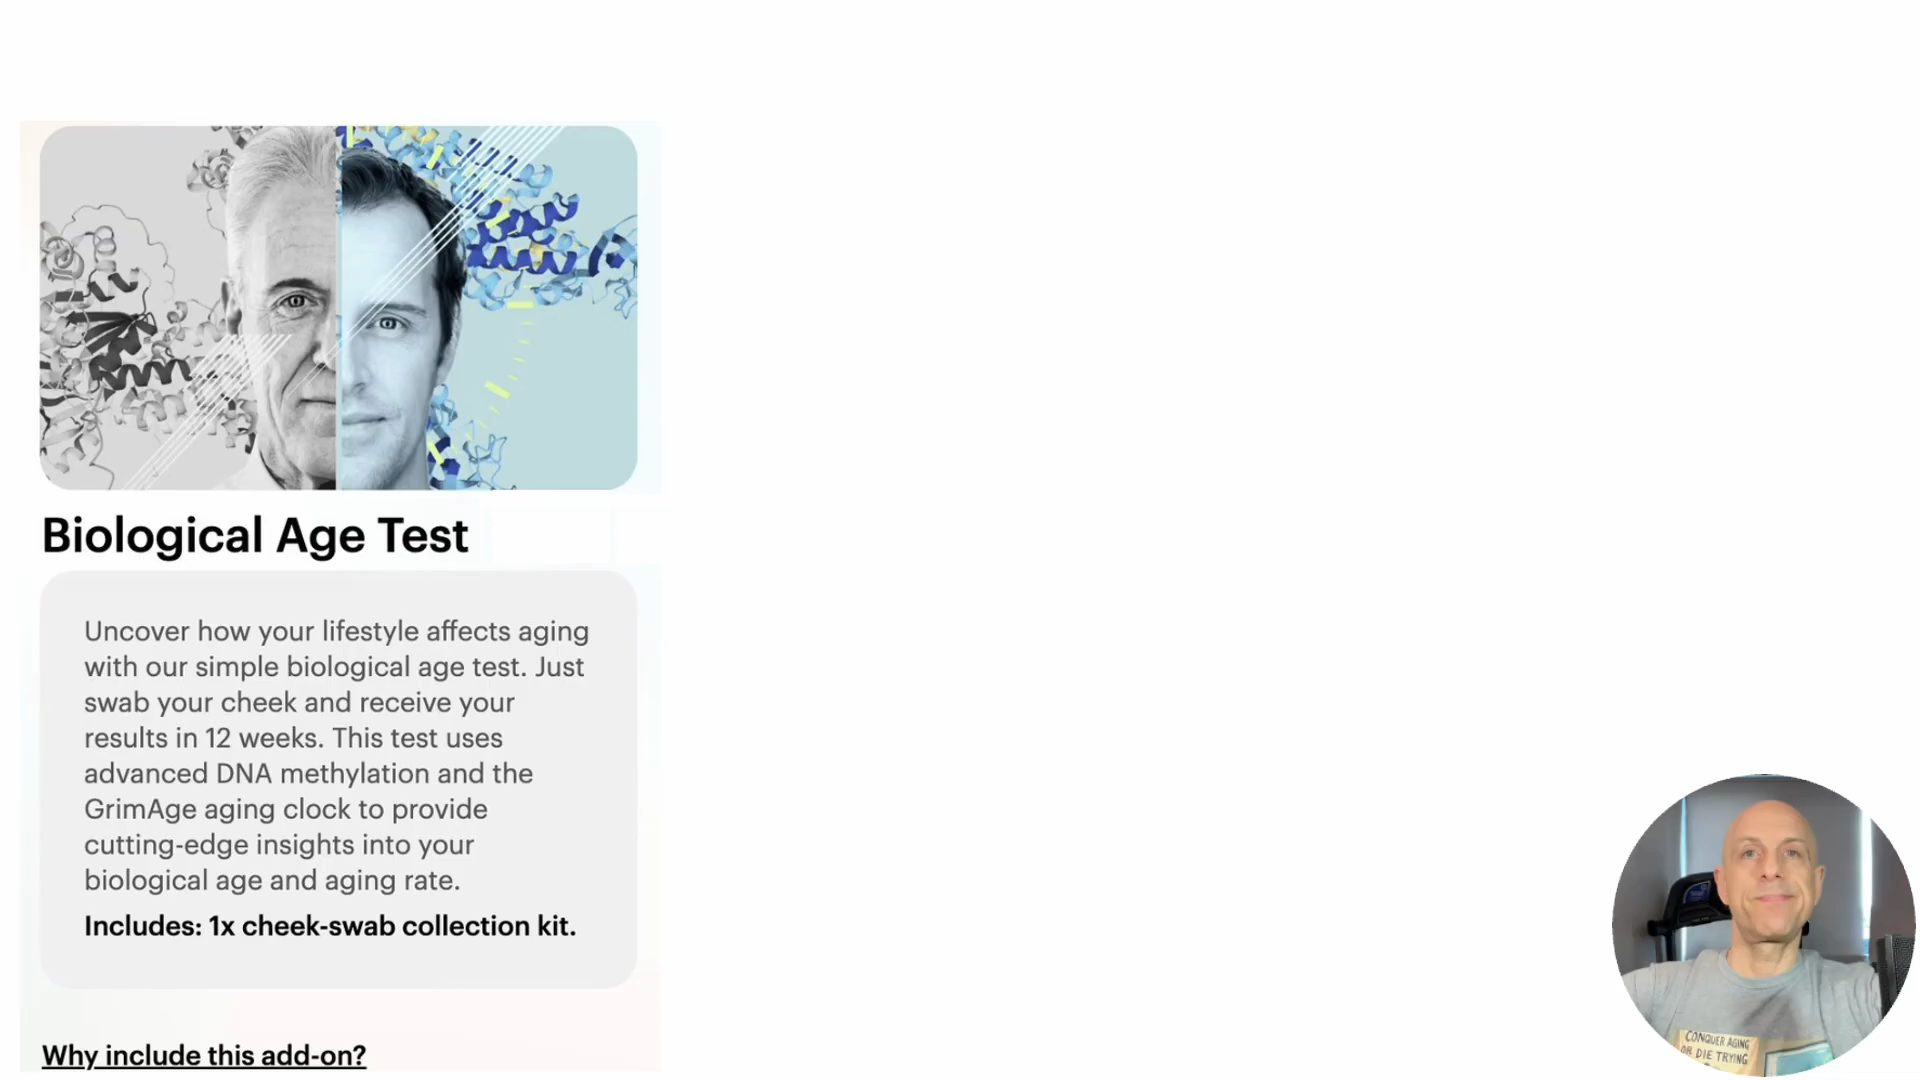 Biological Age Test
Uncover how your lifestyle affects aging
with our simple biological age test. Just
swab your cheek and receive your
results in 12 weeks. This test uses
advanced DNA methylation and the
GrimAge aging clock to provide
cutting-edge insights into your
biological age and aging rate.
Includes: 1x cheek-swab collection kit.
Why include this add-on?
CONQUER AGING
OR DIE TRYING